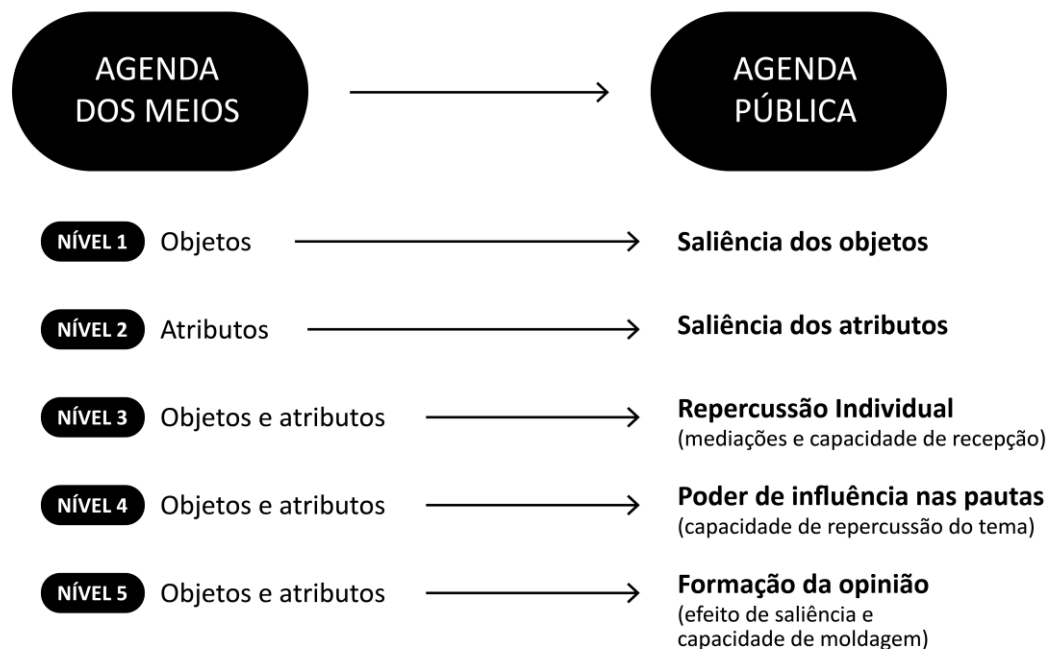 AGENDA
DOS MEIOS
AGENDA
PÚBLICA
NÍVEL 1 Objetos Saliência dos objetos
NÍVEL 2 Atributos Saliência dos atributos
NÍVEL 3 Objetos e atributos Repercussão Individual
(mediações e capacidade de recepção)
NÍVEL 4 Objetos e atributos Poder de influência nas pautas
(capacidade de repercussão do tema)
NÍVEL 5 Objetos e atributos Formação da opinião
(efeito de saliência e
capacidade de moldagem)